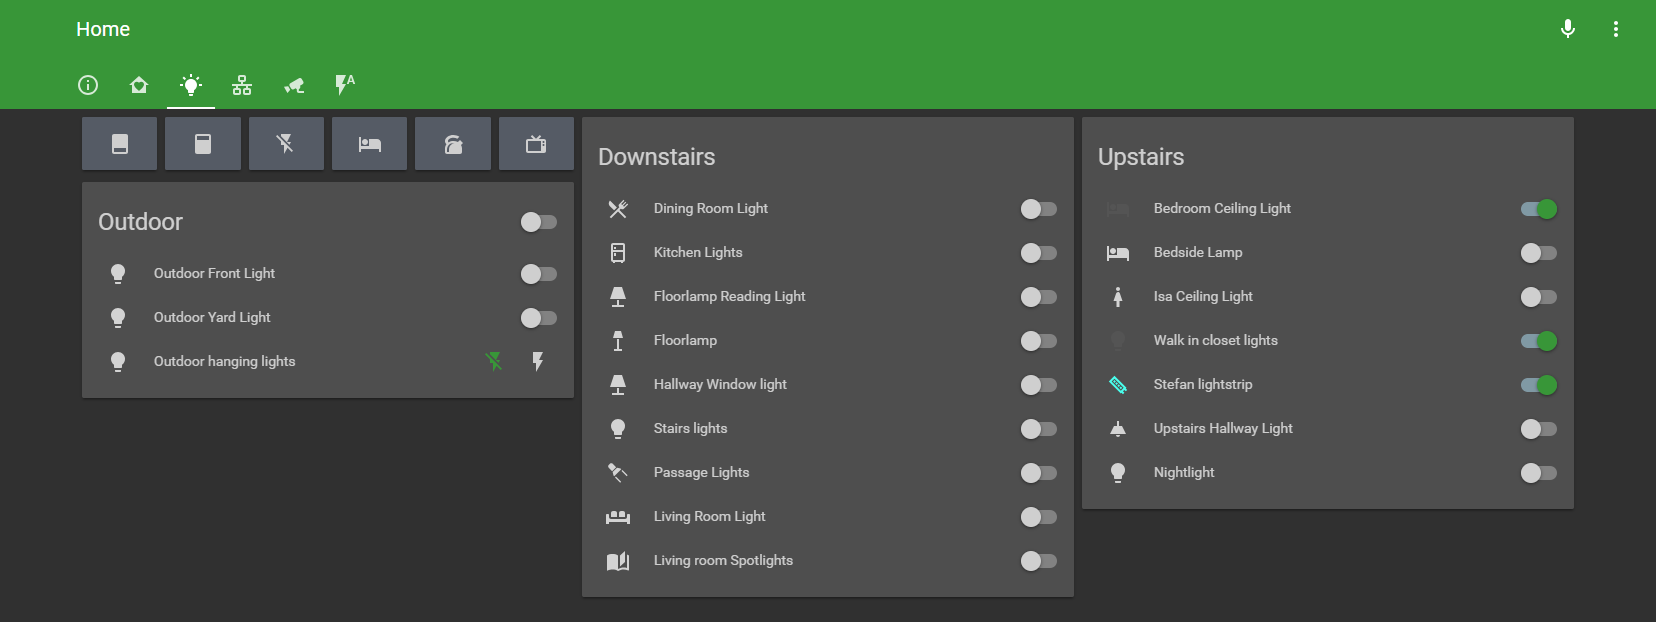 Home
A
Outdoor
Outdoor Front Light
Outdoor Yard Light
Outdoor hanging lights
Downstairs
Dining Room Light
Kitchen Lights
Floorlamp Reading Light
Floorlamp
Hallway Window light
Stairs lights
Passage Lights
Living Room Light
Living room Spotlights
Upstairs
Bedroom Ceiling Light
Bedside Lamp
Isa Ceiling Light
Walk in closet lights
Stefan lightstrip
Upstairs Hallway Light
Nightlight